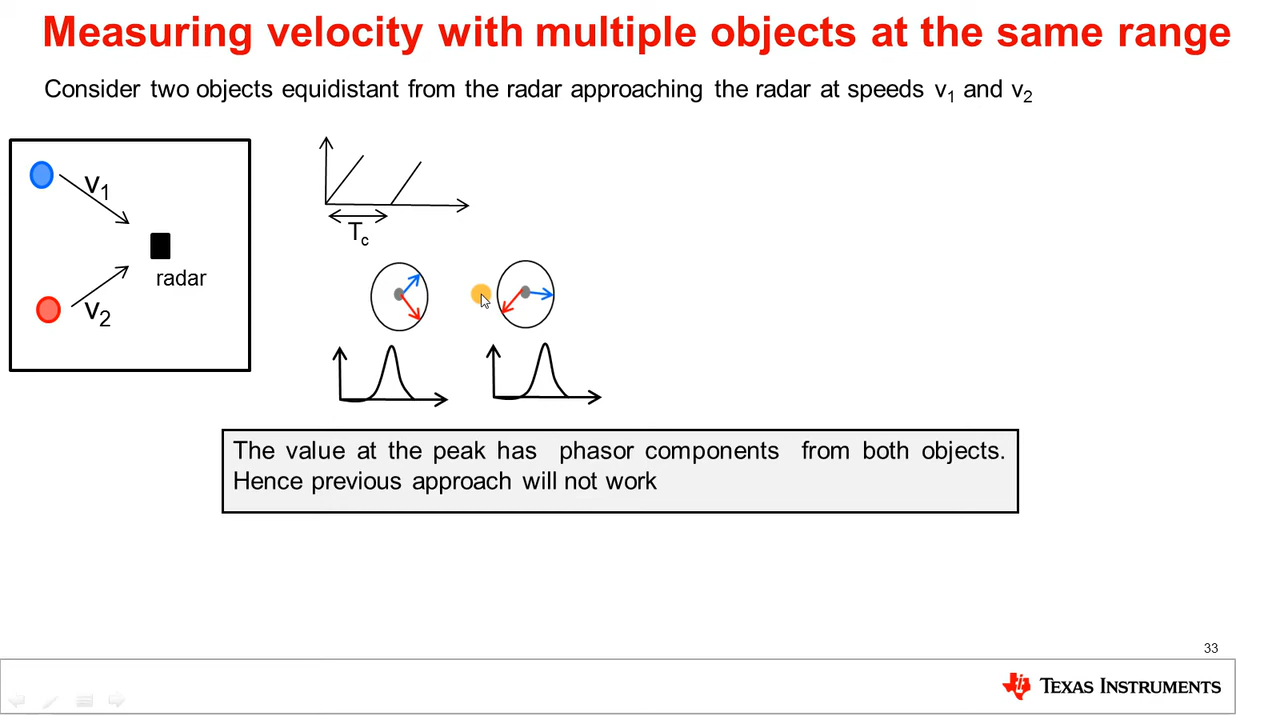 Measuring velocity with multiple objects at the same range
Consider two objects equidistant from the radar approaching the radar at speeds v₁ and v₂
v₁
radar
v₂
T_c
The value at the peak has phasor components from both objects.
Hence previous approach will not work
33
TEXAS INSTRUMENTS